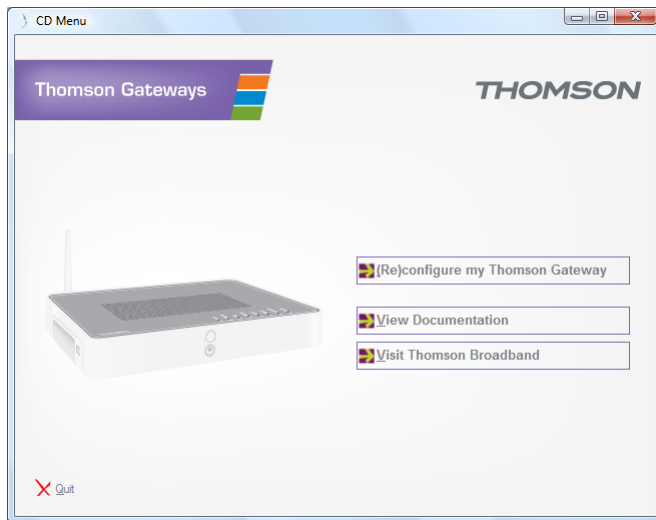 CD Menu
Thomson Gateways
THOMSON
(Re)configure my Thomson Gateway
View Documentation
Visit Thomson Broadband
Quit